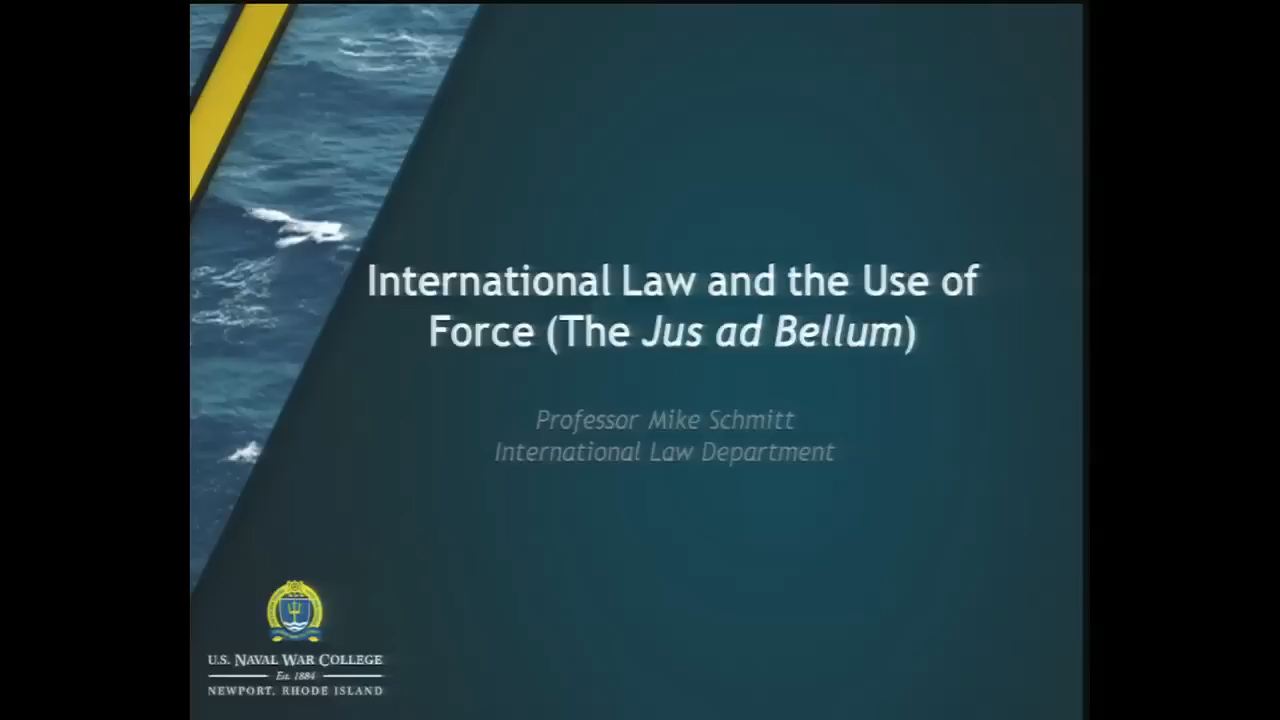 International Law and the Use of
Force (The Jus ad Bellum)
Professor Mike Schmitt
International Law Department
U.S. NAVAL WAR COLLEGE
Est. 1884
NEWPORT, RHODE ISLAND